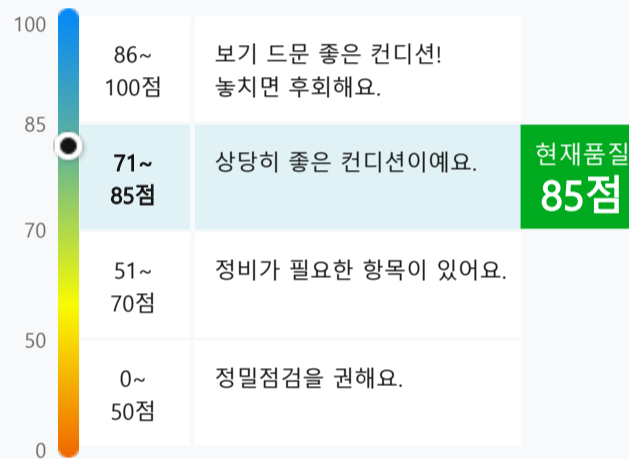 100
86~
100점
보기 드문 좋은 컨디션!
놓치면 후회해요.
85
71~
85점
상당히 좋은 컨디션이예요.
현재품질
85점
70
51~
70점
정비가 필요한 항목이 있어요.
50
0~
50점
정밀점검을 권해요.
0